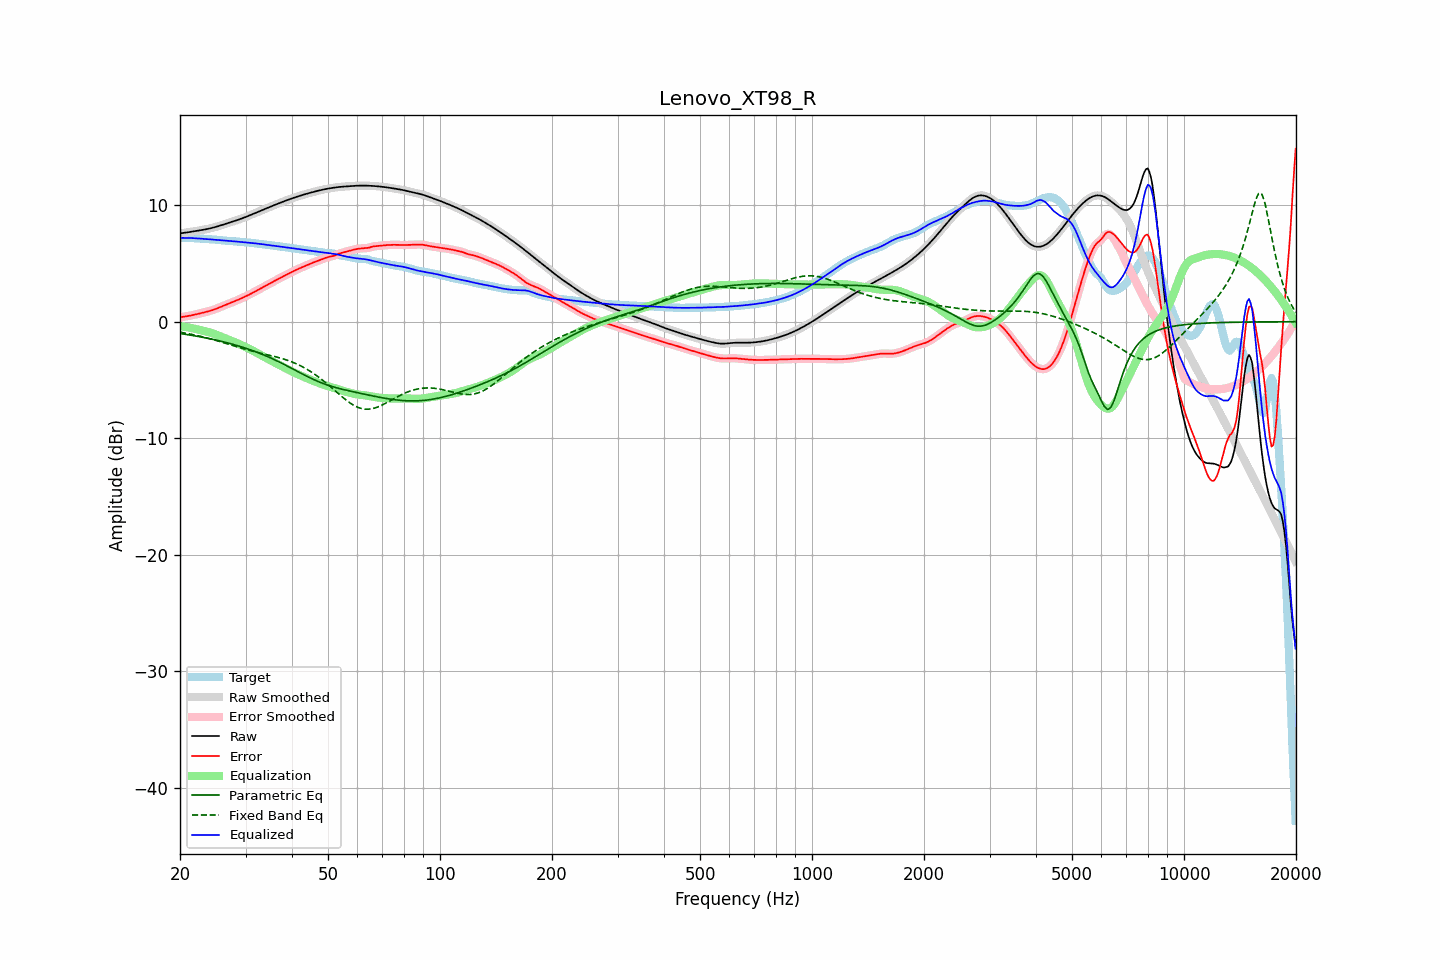 Lenovo_XT98_R
Amplitude (dBr)
10
0
−10
−20
−30
−40
Target
Raw Smoothed
Error Smoothed
Raw
Error
Equalization
Parametric Eq
Fixed Band Eq
Equalized
20 50 100 200 500 1000 2000 5000 10000 20000
Frequency (Hz)